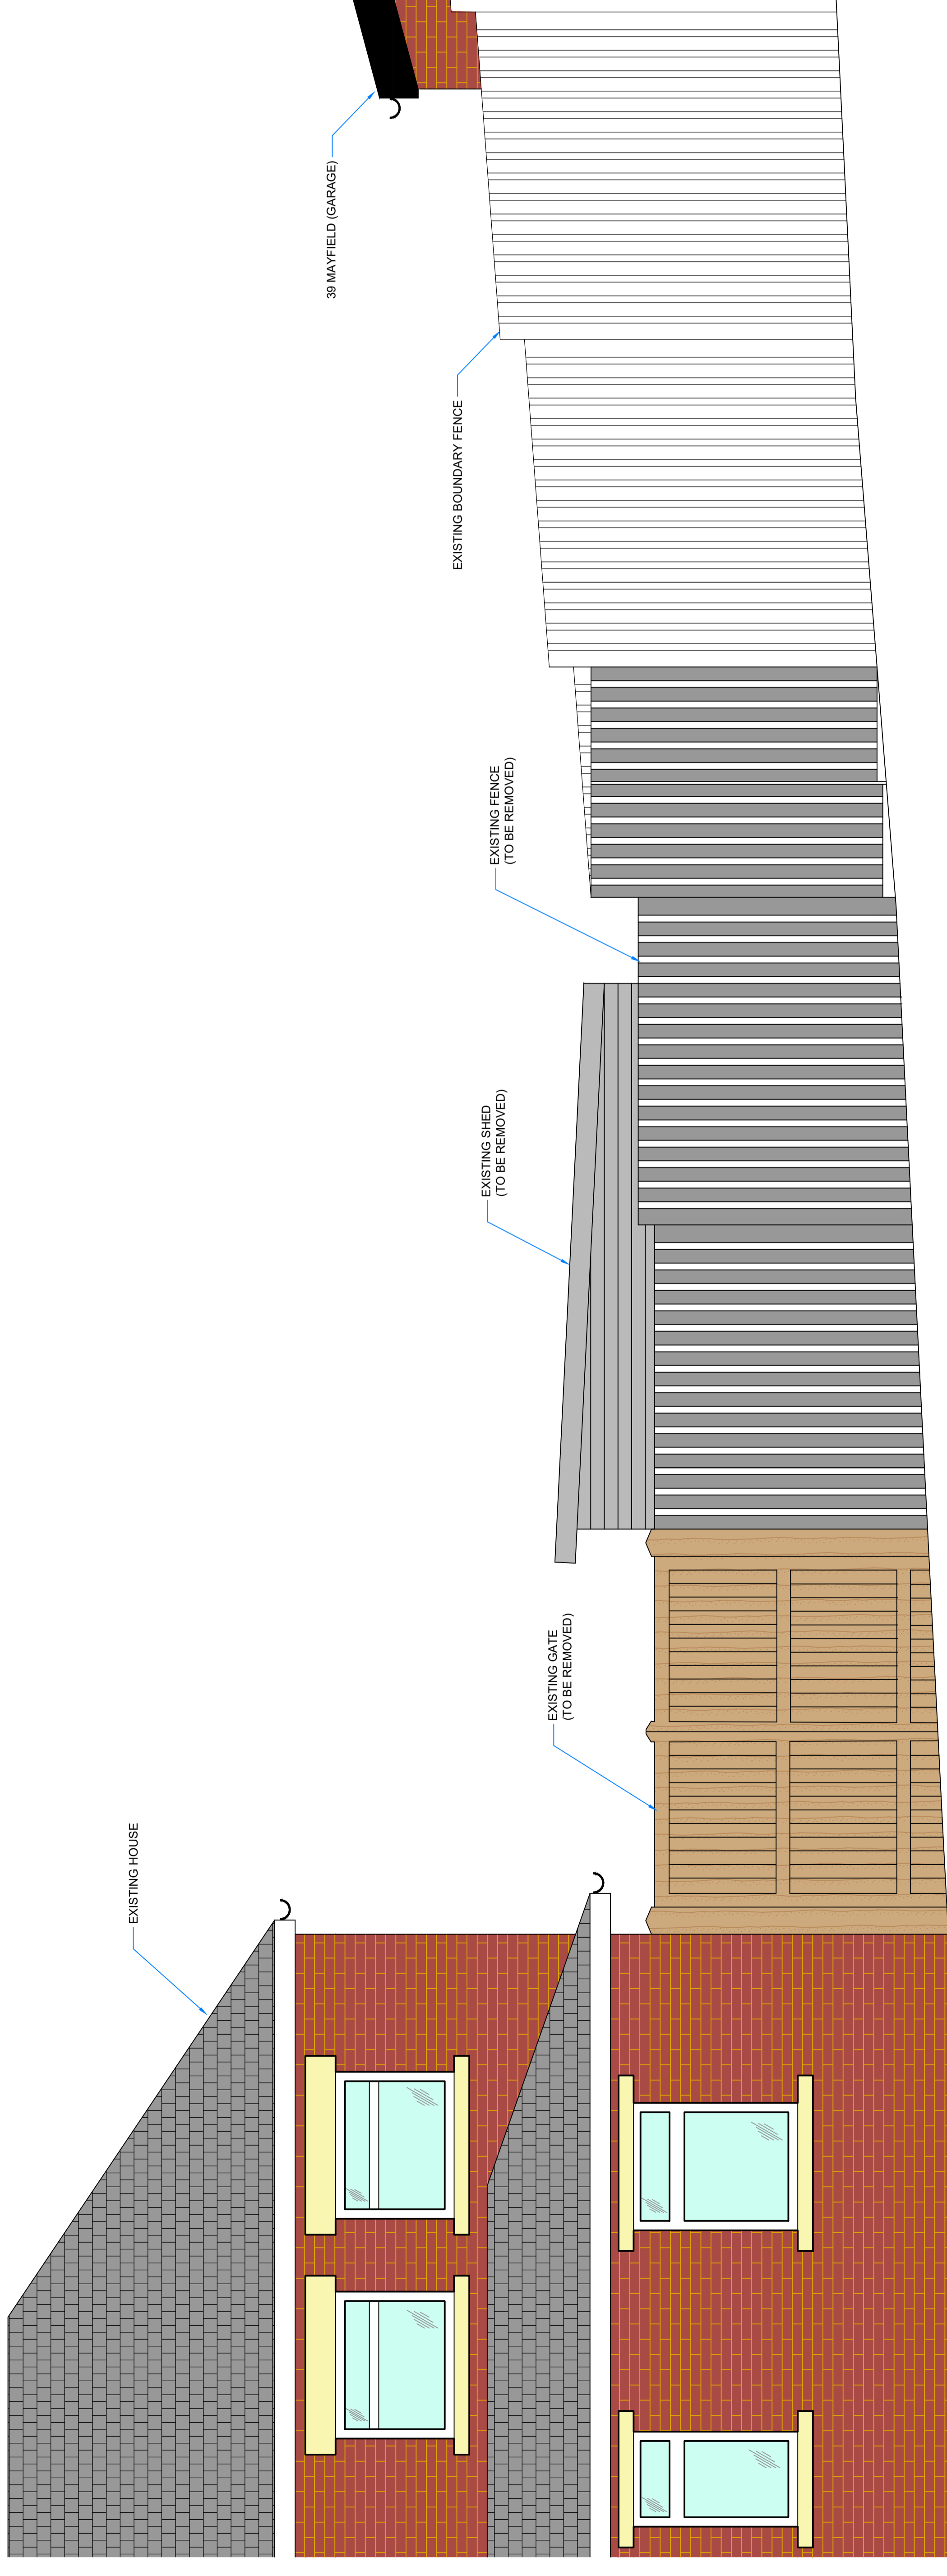 EXISTING HOUSE
EXISTING GATE
(TO BE REMOVED)
EXISTING SHED
(TO BE REMOVED)
EXISTING FENCE
(TO BE REMOVED)
EXISTING BOUNDARY FENCE
39 MAYFIELD (GARAGE)